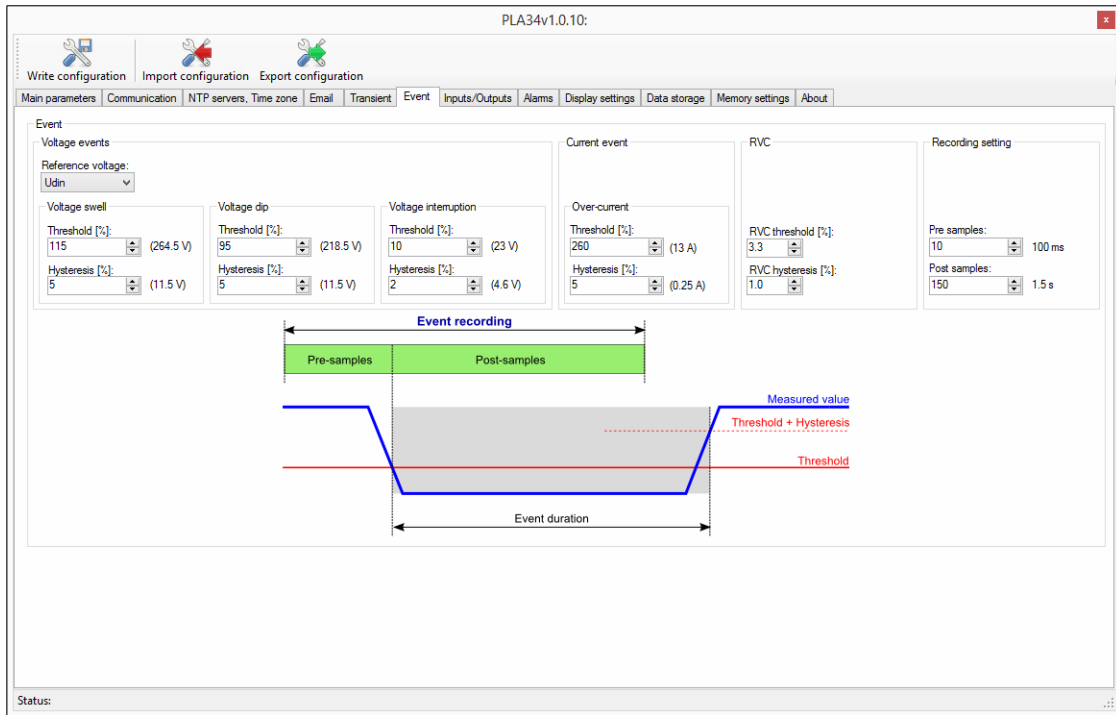 PLA34v1.0.10:
x
Write configuration Import configuration Export configuration
Main parameters Communication NTP servers, Time zone Email Transient Event Inputs/Outputs Alarms Display settings Data storage Memory settings About
Event
Voltage events Current event RVC Recording setting
Reference voltage:
Udin
Voltage swell Voltage dip Voltage interruption Over-current
Threshold [%]: Threshold [%]: Threshold [%]: Threshold [%]: RVC threshold [%]: Pre samples:
115 (264.5 V) 95 (218.5 V) 10 (23 V) 260 (13 A) 3.3 10 100 ms
Hysteresis [%]: Hysteresis [%]: Hysteresis [%]: Hysteresis [%]: RVC hysteresis [%]: Post samples:
5 (11.5 V) 5 (11.5 V) 2 (4.6 V) 5 (0.25 A) 1.0 150 1.5 s
Event recording
Pre-samples Post-samples
Measured value
Threshold + Hysteresis
Threshold
Event duration
Status: